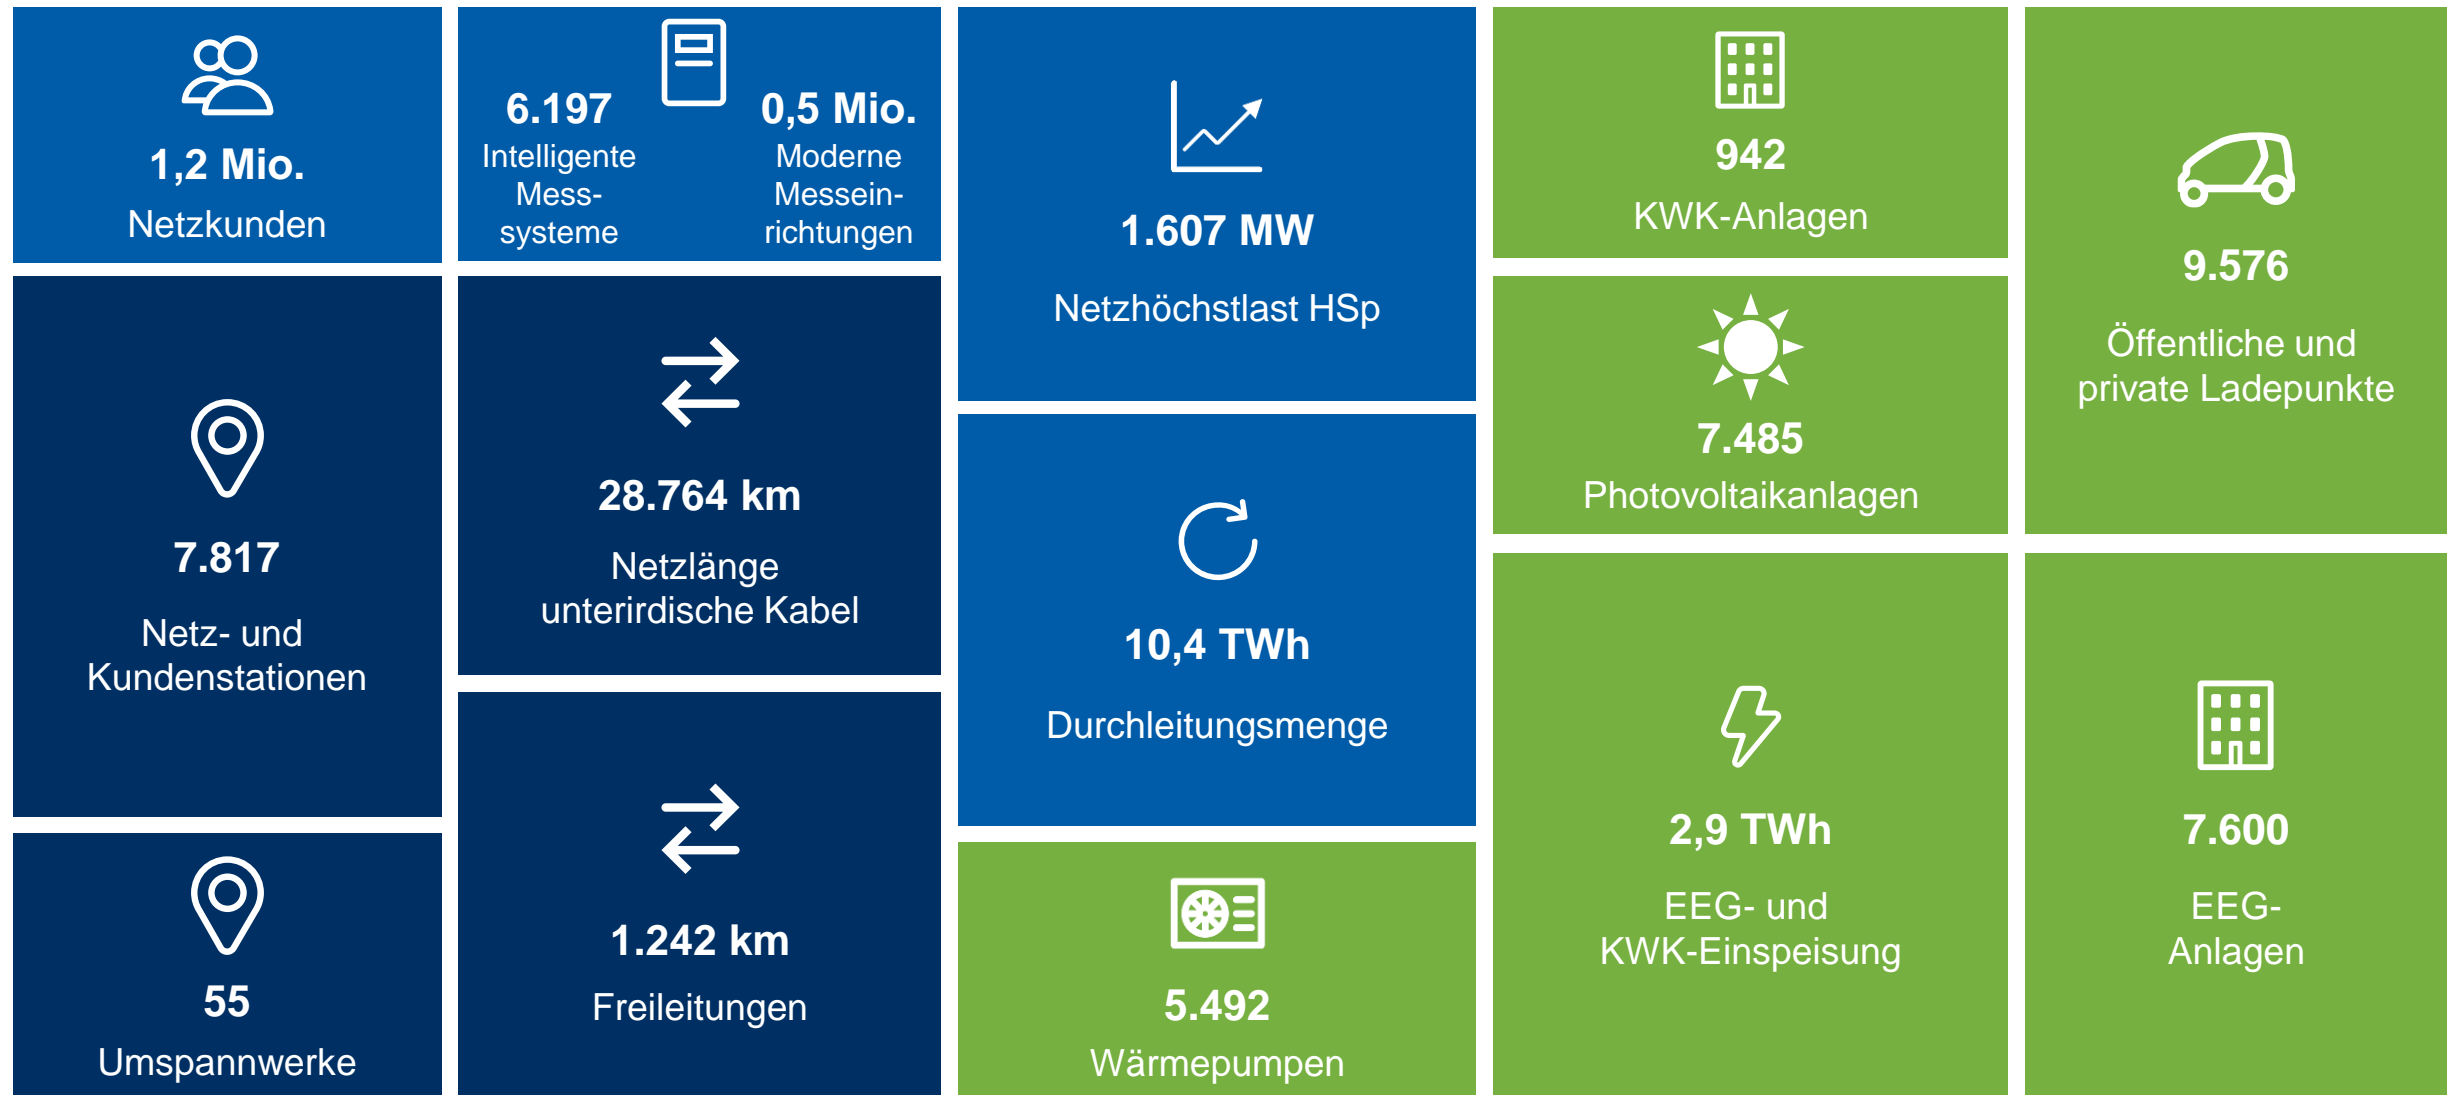 1,2 Mio.
Netzkunden
6.197
Intelligente
Mess-
systeme
0,5 Mio.
Moderne
Messein-
richtungen
1.607 MW
Netzhöchstlast HSp
942
KWK-Anlagen
9.576
Öffentliche und
private Ladepunkte
7.817
Netz- und
Kundenstationen
28.764 km
Netzlänge
unterirdische Kabel
10,4 TWh
Durchleitungsmenge
7.485
Photovoltaikanlagen
55
Umspannwerke
1.242 km
Freileitungen
5.492
Wärmepumpen
2,9 TWh
EEG- und
KWK-Einspeisung
7.600
EEG-
Anlagen